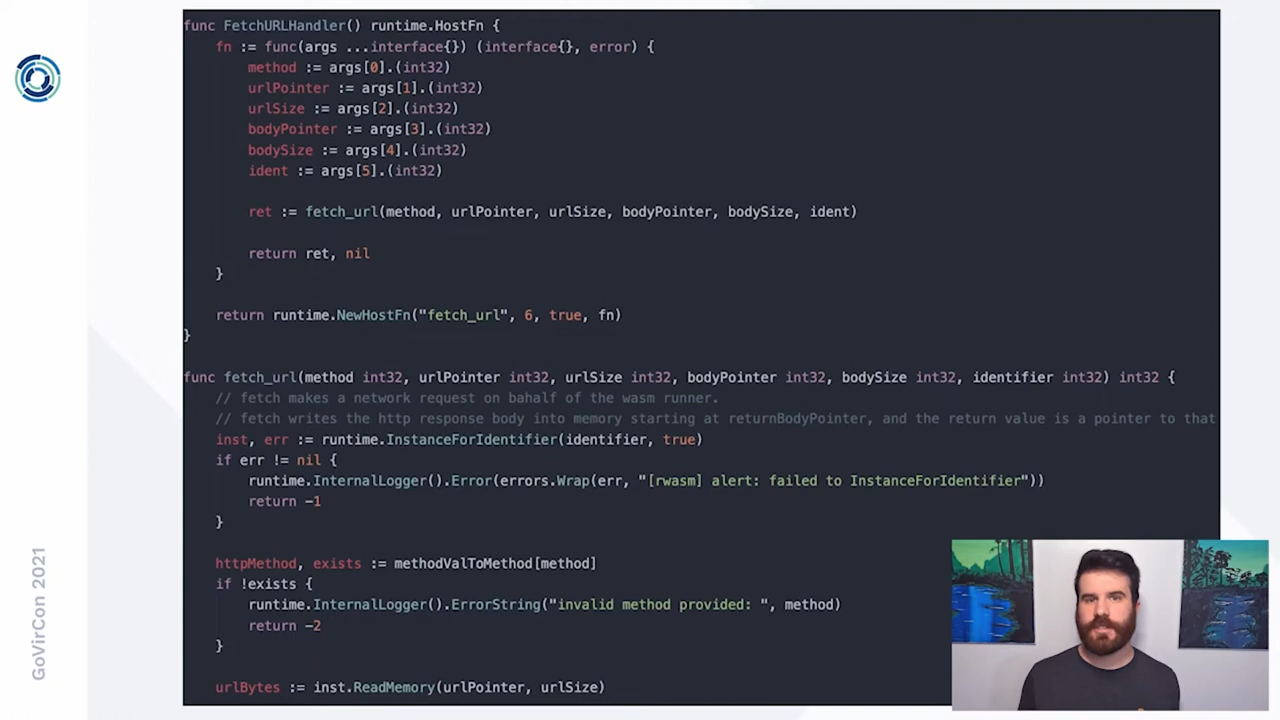 func FetchURLHandler() runtime.HostFn {
fn := func(args ...interface{}) (interface{}, error) {
method := args[0].(int32)
urlPointer := args[1].(int32)
urlSize := args[2].(int32)
bodyPointer := args[3].(int32)
bodySize := args[4].(int32)
ident := args[5].(int32)
ret := fetch_url(method, urlPointer, urlSize, bodyPointer, bodySize, ident)
return ret, nil
}
return runtime.NewHostFn("fetch_url", 6, true, fn)
}
func fetch_url(method int32, urlPointer int32, urlSize int32, bodyPointer int32, bodySize int32, identifier int32) int32 {
// fetch makes a network request on bahalf of the wasm runner.
// fetch writes the http response body into memory starting at returnBodyPointer, and the return value is a pointer to that
inst, err := runtime.InstanceForIdentifier(identifier, true)
if err != nil {
runtime.InternalLogger().Error(errors.Wrap(err, "[rwasm] alert: failed to InstanceForIdentifier"))
return -1
}
httpMethod, exists := methodValToMethod[method]
if !exists {
runtime.InternalLogger().ErrorString("invalid method provided: ", method)
return -2
}
urlBytes := inst.ReadMemory(urlPointer, urlSize)
GoVirCon 2021